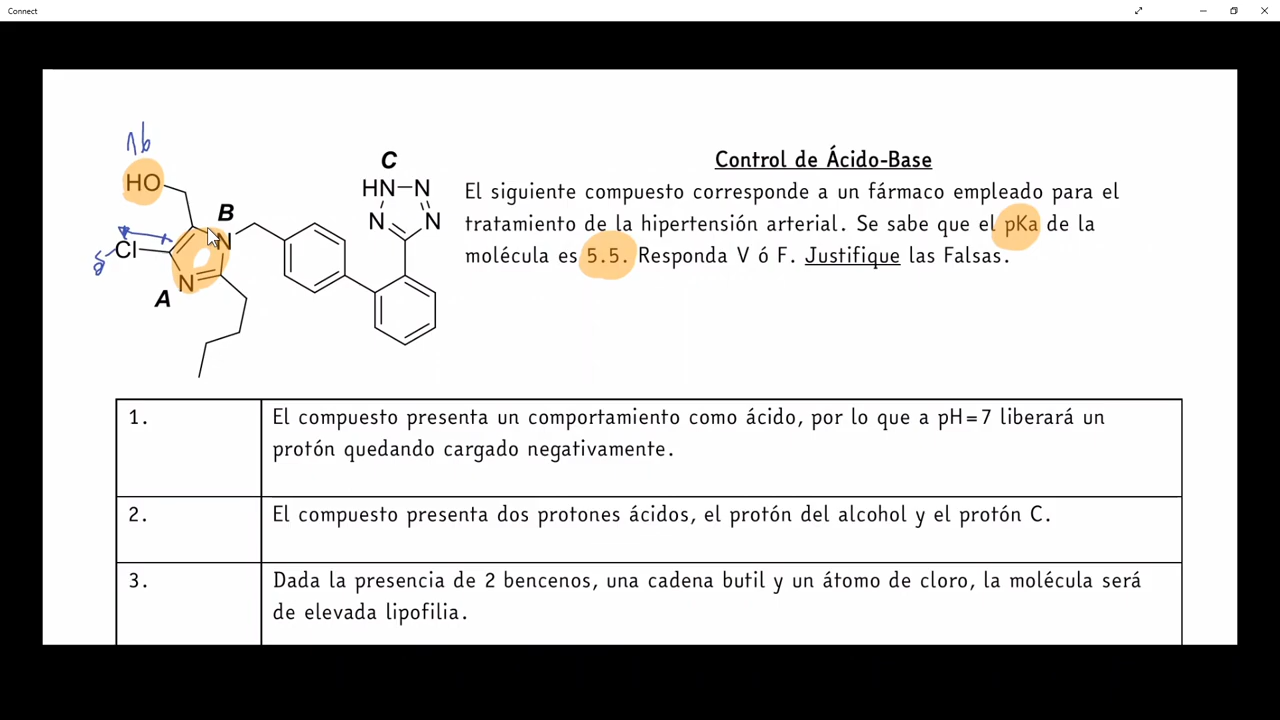 Connect
16
HO
B
Cl
δ-
N
N
A
C
HN N
N N
Control de Ácido-Base
El siguiente compuesto corresponde a un fármaco empleado para el
tratamiento de la hipertensión arterial. Se sabe que el pKa de la
molécula es 5.5. Responda V ó F. Justifique las Falsas.
1. El compuesto presenta un comportamiento como ácido, por lo que a pH=7 liberará un
protón quedando cargado negativamente.
2. El compuesto presenta dos protones ácidos, el protón del alcohol y el protón C.
3. Dada la presencia de 2 bencenos, una cadena butil y un átomo de cloro, la molécula será
de elevada lipofilia.